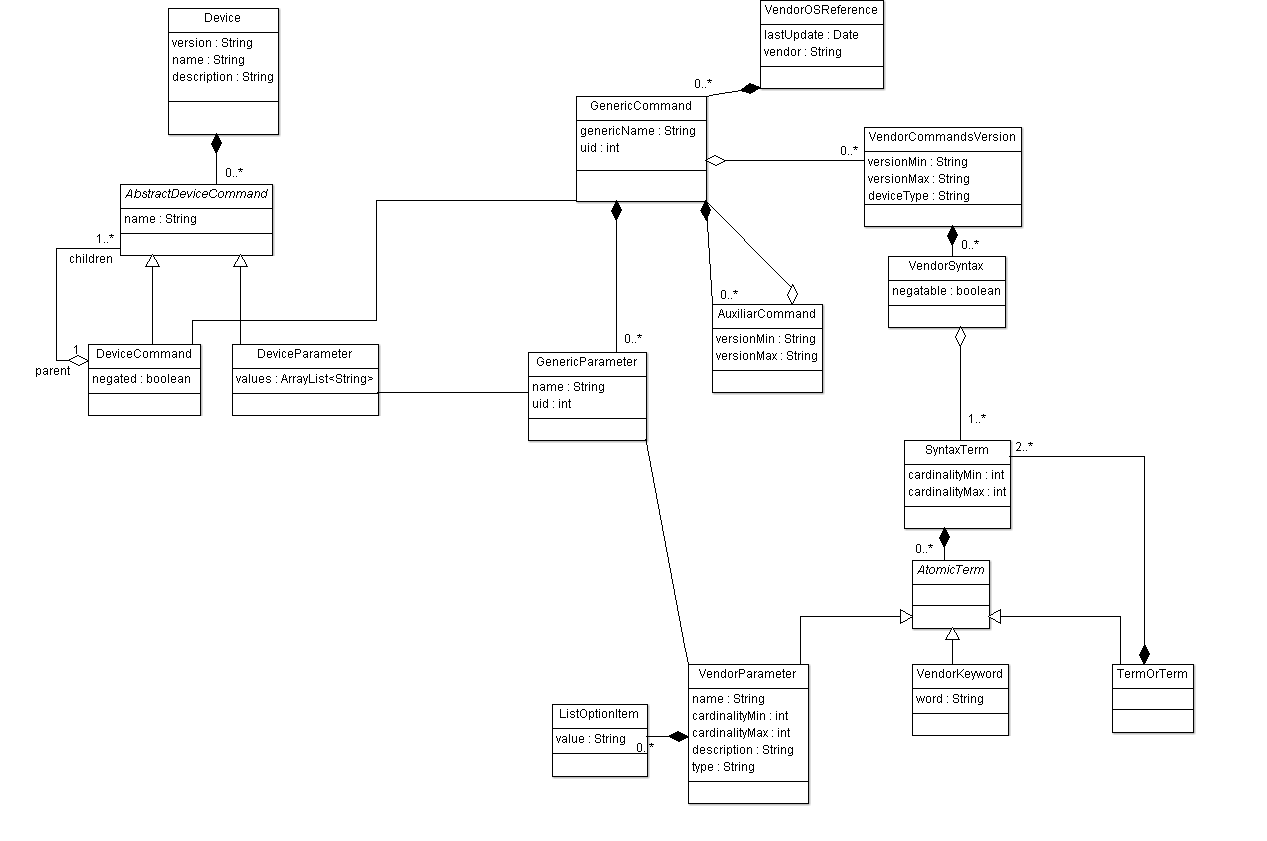 Device
version : String
name : String
description : String
VendorOSReference
lastUpdate : Date
vendor : String
0..*
GenericCommand
genericName : String
uid : int
0..*
VendorCommandsVersion
versionMin : String
versionMax : String
deviceType : String
0..*
AbstractDeviceCommand
name : String
1..*
children
0..*
VendorSyntax
negatable : boolean
0..*
AuxiliarCommand
versionMin : String
versionMax : String
1
parent
DeviceCommand
negated : boolean
DeviceParameter
values : ArrayList<String>
0..*
GenericParameter
name : String
uid : int
1..*
SyntaxTerm
cardinalityMin : int
cardinalityMax : int
2..*
0..*
AtomicTerm
VendorParameter
name : String
cardinalityMin : int
cardinalityMax : int
description : String
type : String
VendorKeyword
word : String
TermOrTerm
ListOptionItem
value : String
0..*